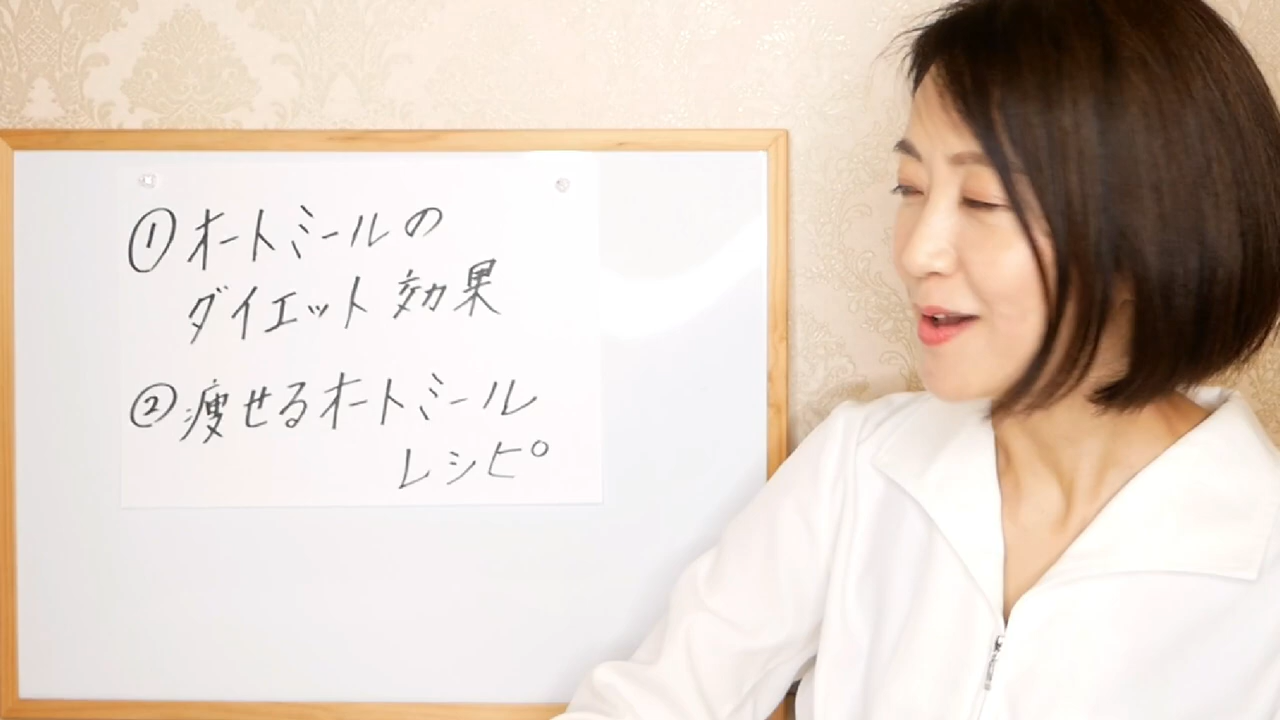 ①オートミールの
ダイエット効果
②痩せるオートミール
レシピ